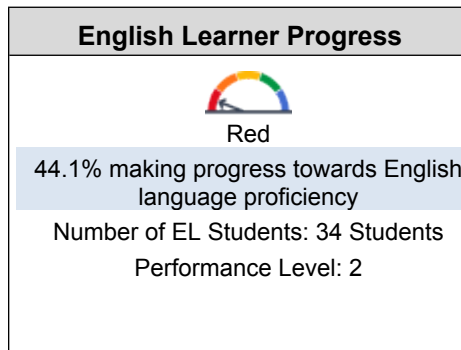 English Learner Progress
Red
44.1% making progress towards English
language proficiency
Number of EL Students: 34 Students
Performance Level: 2